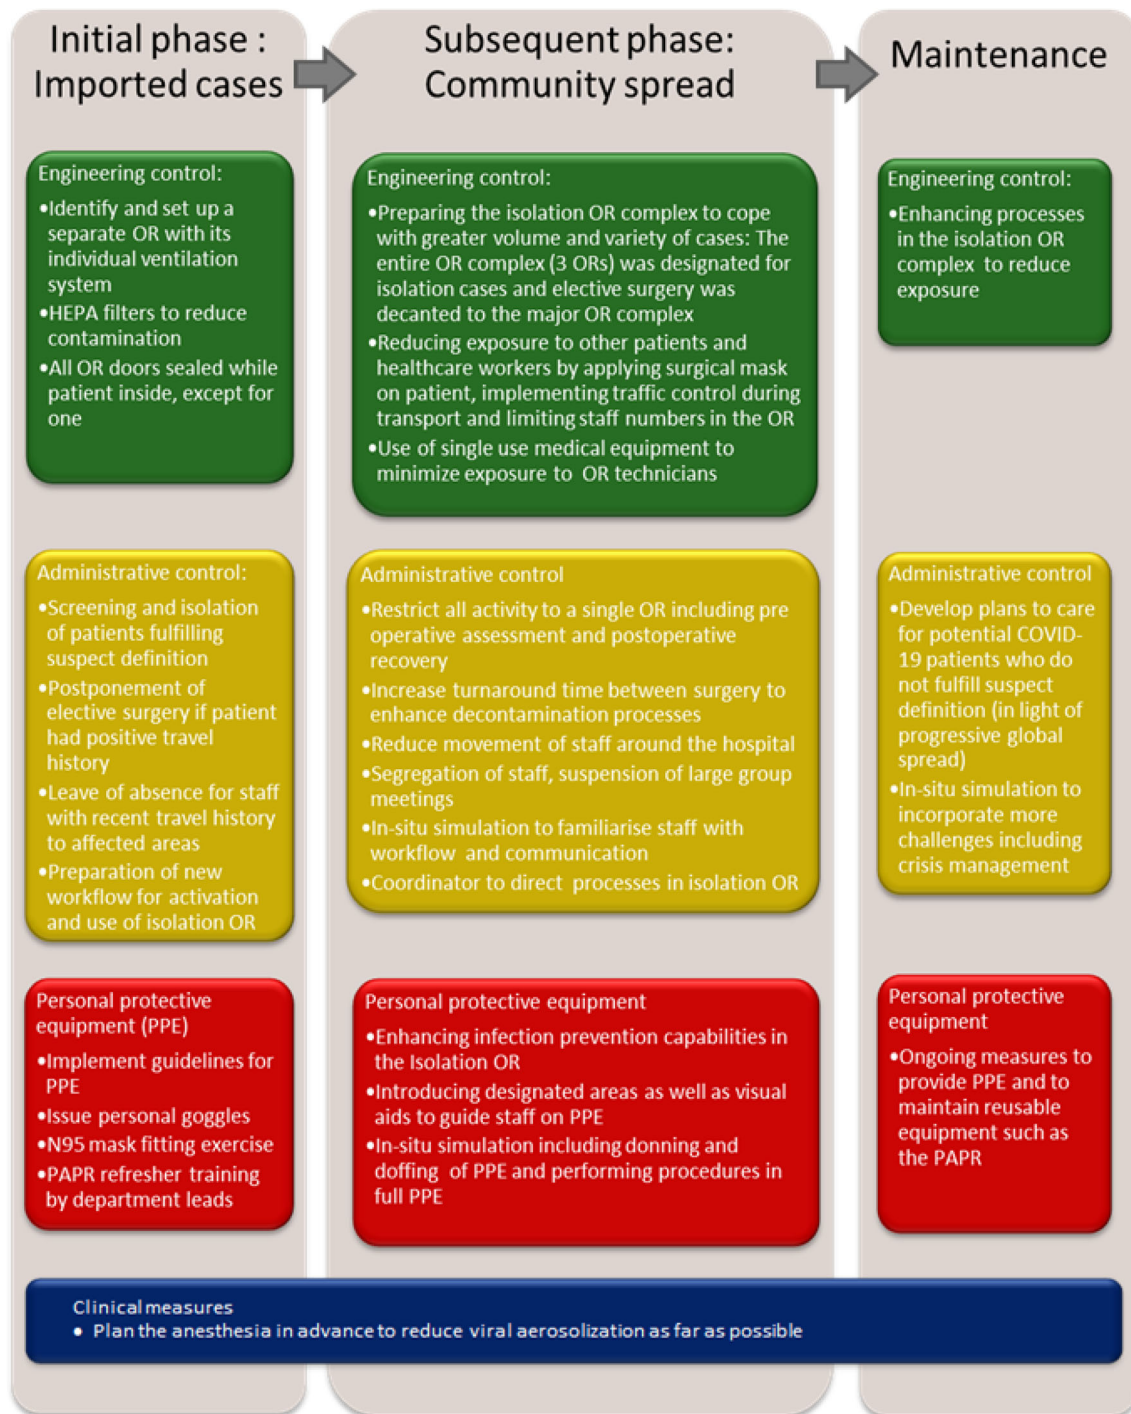 Initial phase :
Imported cases
Subsequent phase:
Community spread
Maintenance
Engineering control:
•Identify and set up a
separate OR with its
individual ventilation
system
•HEPA filters to reduce
contamination
•All OR doors sealed while
patient inside, except for
one
Engineering control:
•Preparing the isolation OR complex to cope
with greater volume and variety of cases: The
entire OR complex (3 ORs) was designated for
isolation cases and elective surgery was
decanted to the major OR complex
•Reducing exposure to other patients and
healthcare workers by applying surgical mask
on patient, implementing traffic control during
transport and limiting staff numbers in the OR
•Use of single use medical equipment to
minimize exposure to OR technicians
Engineering control:
•Enhancing processes
in the isolation OR
complex to reduce
exposure
Administrative control:
•Screening and isolation
of patients fulfilling
suspect definition
•Postponement of
elective surgery if patient
had positive travel
history
•Leave of absence for staff
with recent travel history
to affected areas
•Preparation of new
workflow for activation
and use of isolation OR
Administrative control
•Restrict all activity to a single OR including pre
operative assessment and postoperative
recovery
•Increase turnaround time between surgery to
enhance decontamination processes
•Reduce movement of staff around the hospital
•Segregation of staff, suspension of large group
meetings
•In-situ simulation to familiarise staff with
workflow and communication
•Coordinator to direct processes in isolation OR
Administrative control
•Develop plans to care
for potential COVID-
19 patients who do
not fulfill suspect
definition (in light of
progressive global
spread)
•In-situ simulation to
incorporate more
challenges including
crisis management
Personal protective
equipment (PPE)
•Implement guidelines for
PPE
•Issue personal goggles
•N95 mask fitting exercise
•PAPR refresher training
by department leads
Personal protective equipment
•Enhancing infection prevention capabilities in
the Isolation OR
•Introducing designated areas as well as visual
aids to guide staff on PPE
•In-situ simulation including donning and
doffing of PPE and performing procedures in
full PPE
Personal protective
equipment
•Ongoing measures to
provide PPE and to
maintain reusable
equipment such as
the PAPR
Clinical measures
• Plan the anesthesia in advance to reduce viral aerosolization as far as possible